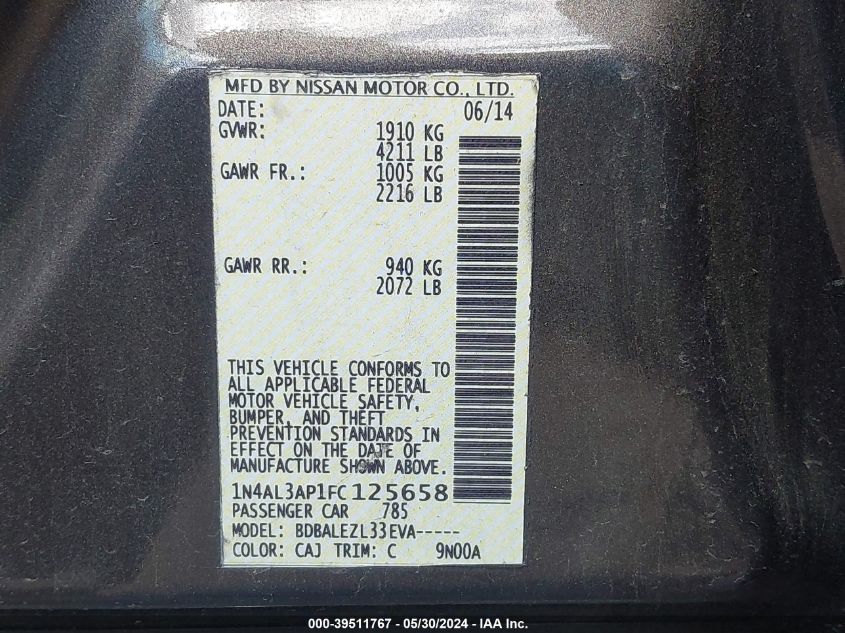 MFD BY NISSAN MOTOR CO., LTD.
DATE: 06/14
GVWR: 1910 KG
4211 LB
GAWR FR.: 1005 KG
2216 LB
GAWR RR.: 940 KG
2072 LB
THIS VEHICLE CONFORMS TO
ALL APPLICABLE FEDERAL
MOTOR VEHICLE SAFETY,
BUMPER, AND THEFT
PREVENTION STANDARDS IN
EFFECT ON THE DATE OF
MANUFACTURE SHOWN ABOVE.
1N4AL3AP1FC125658
PASSENGER CAR 785
MODEL: BDBALEZL33EVA-----
COLOR: CAJ TRIM: C 9N00A
000-39511767 - 05/30/2024 - IAA Inc.